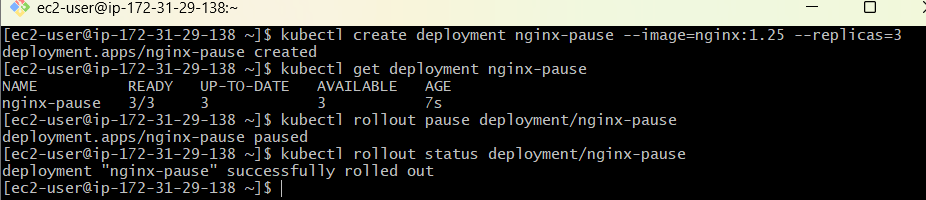 ec2-user@ip-172-31-29-138:~
[ec2-user@ip-172-31-29-138 ~]$ kubectl create deployment nginx-pause --image=nginx:1.25 --replicas=3
deployment.apps/nginx-pause created
[ec2-user@ip-172-31-29-138 ~]$ kubectl get deployment nginx-pause
NAME          READY   UP-TO-DATE   AVAILABLE   AGE
nginx-pause   3/3     3            3           7s
[ec2-user@ip-172-31-29-138 ~]$ kubectl rollout pause deployment/nginx-pause
deployment.apps/nginx-pause paused
[ec2-user@ip-172-31-29-138 ~]$ kubectl rollout status deployment/nginx-pause
deployment "nginx-pause" successfully rolled out
[ec2-user@ip-172-31-29-138 ~]$